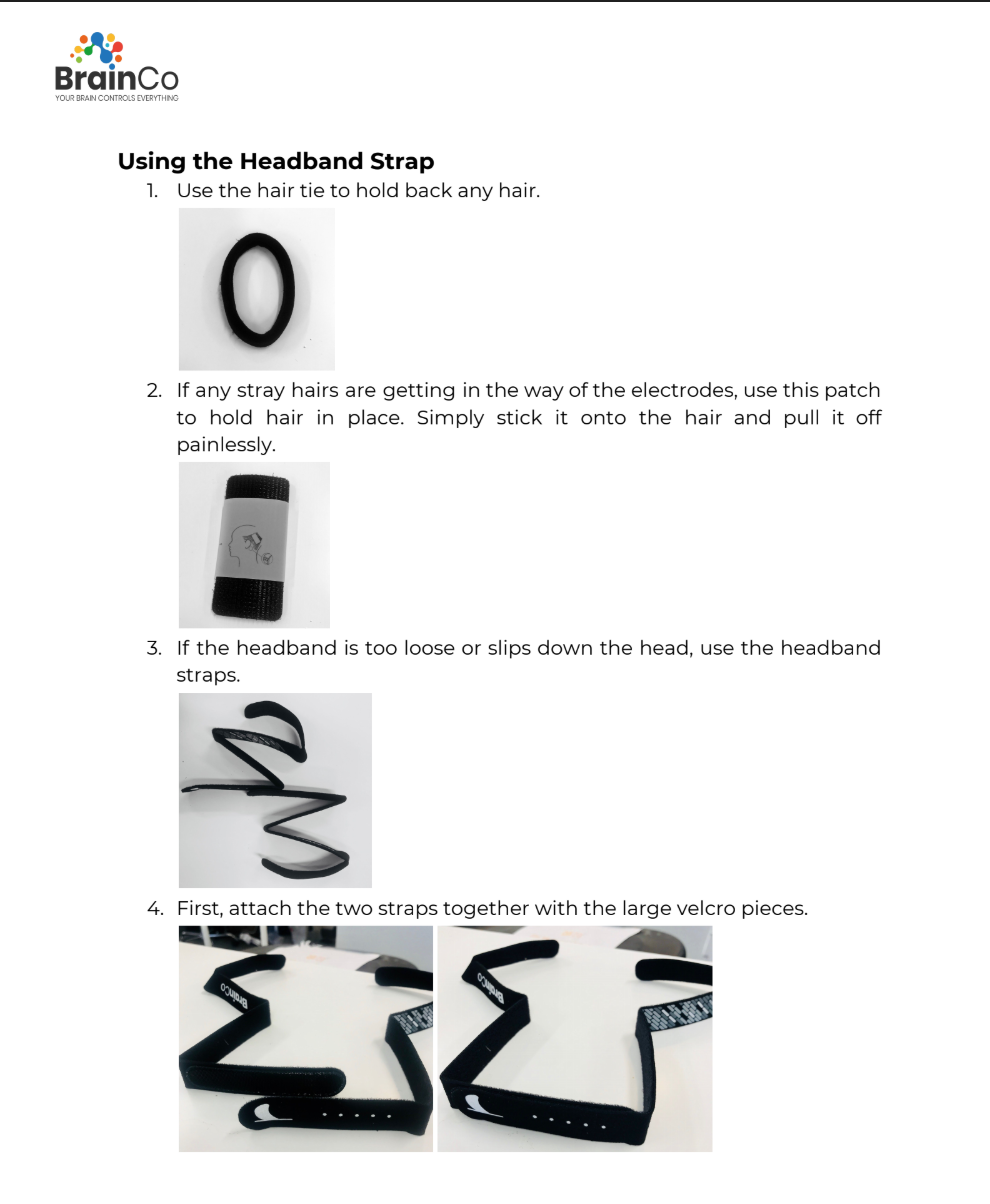 BrainCo
YOUR BRAIN CONTROLS EVERYTHING
Using the Headband Strap
1. Use the hair tie to hold back any hair.
2. If any stray hairs are getting in the way of the electrodes, use this patch
to hold hair in place. Simply stick it onto the hair and pull it off
painlessly.
3. If the headband is too loose or slips down the head, use the headband
straps.
4. First, attach the two straps together with the large velcro pieces.
BrainCo
BrainCo